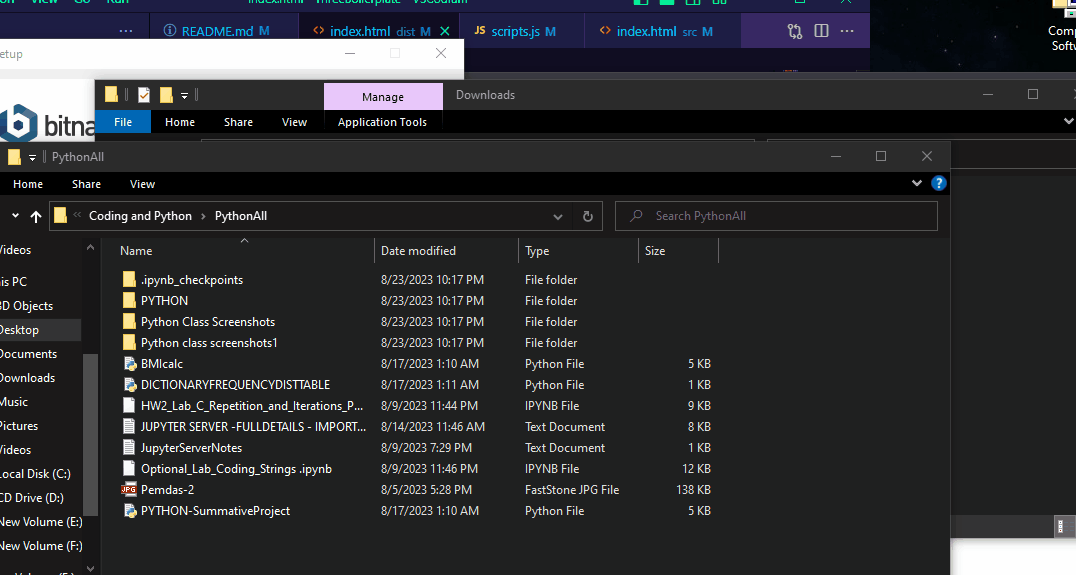 View Go Run index.html ThreeBoilerplate VSCodium
README.md M index.html dist M JS scripts.js M index.html src M
Comp
Softw
etup
Manage Downloads
bitna
File Home Share View Application Tools
PythonAll
Home Share View
Coding and Python PythonAll Search PythonAll
Name Date modified Type Size
Videos
is PC
3D Objects
Desktop
Documents
Downloads
Music
Pictures
Videos
Local Disk (C:)
CD Drive (D:)
New Volume (E:)
New Volume (F:)
.ipynb_checkpoints 8/23/2023 10:17 PM File folder
PYTHON 8/23/2023 10:17 PM File folder
Python Class Screenshots 8/23/2023 10:17 PM File folder
Python class screenshots1 8/23/2023 10:17 PM File folder
BMIcalc 8/17/2023 1:10 AM Python File 5 KB
DICTIONARYFREQUENCYDISTTABLE 8/17/2023 1:11 AM Python File 1 KB
HW2_Lab_C_Repetition_and_Iterations_P... 8/9/2023 11:44 PM IPYNB File 9 KB
JUPYTER SERVER -FULLDETAILS - IMPORT... 8/14/2023 11:46 AM Text Document 8 KB
JupyterServerNotes 8/9/2023 7:29 PM Text Document 1 KB
Optional_Lab_Coding_Strings .ipynb 8/9/2023 11:46 PM IPYNB File 12 KB
JPG Pemdas-2 8/5/2023 5:28 PM FastStone JPG File 138 KB
PYTHON-SummativeProject 8/17/2023 1:10 AM Python File 5 KB